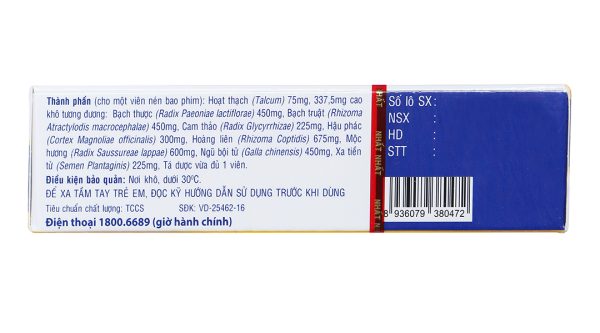 Thành phần (cho một viên nén bao phim): Hoạt thạch (Talcum) 75mg, 337,5mg cao
khô tương đương: Bạch thược (Radix Paeoniae lactiflorae) 450mg, Bạch truật (Rhizoma
Atractylodis macrocephalae) 450mg, Cam thảo (Radix Glycyrrhizae) 225mg, Hậu phác
(Cortex Magnoliae officinalis) 300mg, Hoàng liên (Rhizoma Coptidis) 675mg, Mộc
hương (Radix Saussureae lappae) 600mg, Ngũ bội tử (Galla chinensis) 450mg, Xa tiền
tử (Semen Plantaginis) 225mg, Tá dược vừa đủ 1 viên.
Điều kiện bảo quản: Nơi khô, dưới 30°C.
ĐỂ XA TẦM TAY TRẺ EM, ĐỌC KỸ HƯỚNG DẪN SỬ DỤNG TRƯỚC KHI DÙNG
Tiêu chuẩn chất lượng: TCCS SĐK: VD-25462-16
Điện thoại 1800.6689 (giờ hành chính)
NHẤT NHẤT
NHẤT
Số lô SX:
NSX :
HD :
STT :
8 936079 380472